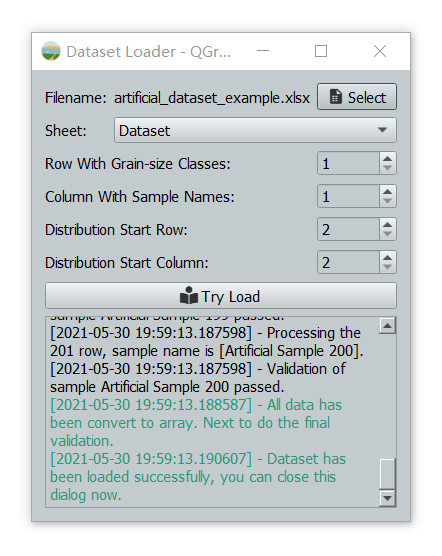 Dataset Loader - QGr...
Filename: artificial_dataset_example.xlsx Select
Sheet: Dataset
Row With Grain-size Classes: 1
Column With Sample Names: 1
Distribution Start Row: 2
Distribution Start Column: 2
Try Load
sample Artificial Sample 199 passed.
[2021-05-30 19:59:13.187598] - Processing the
201 row, sample name is [Artificial Sample 200].
[2021-05-30 19:59:13.187598] - Validation of
sample Artificial Sample 200 passed.
[2021-05-30 19:59:13.188587] - All data has
been convert to array. Next to do the final
validation.
[2021-05-30 19:59:13.190607] - Dataset has
been loaded successfully, you can close this
dialog now.